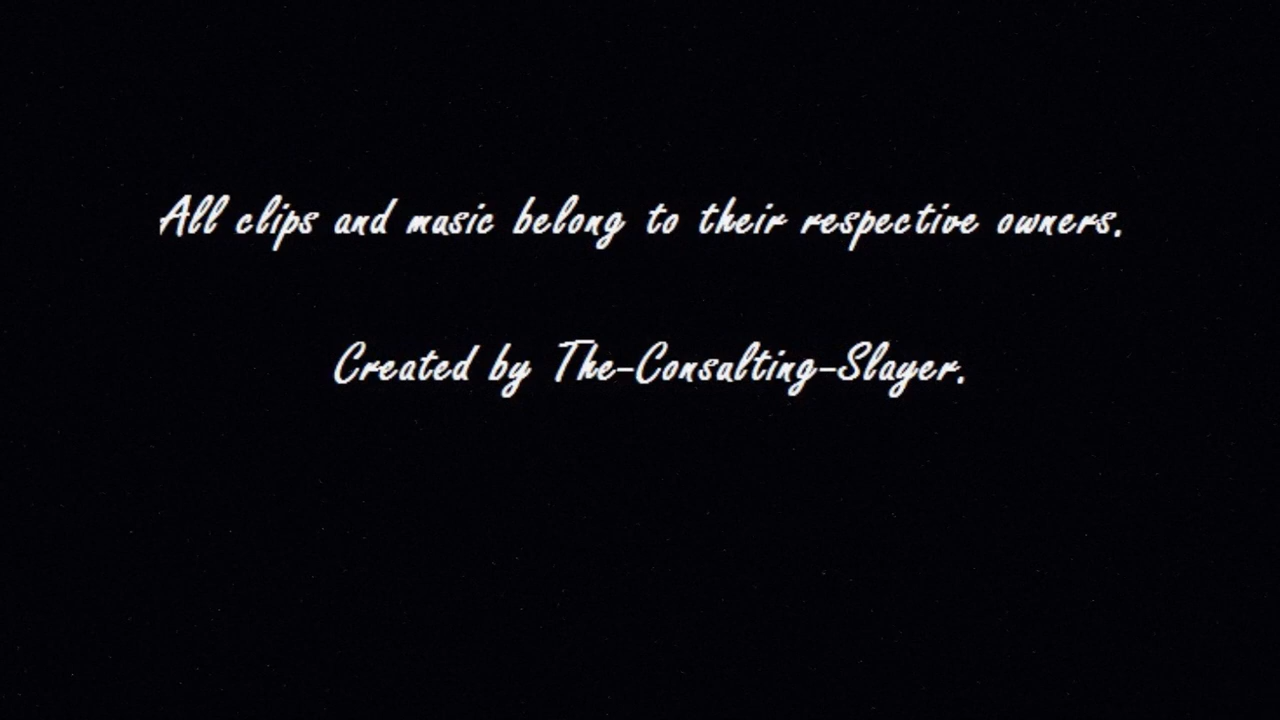 All clips and music belong to their respective owners.
Created by The-Consulting-Slayer.